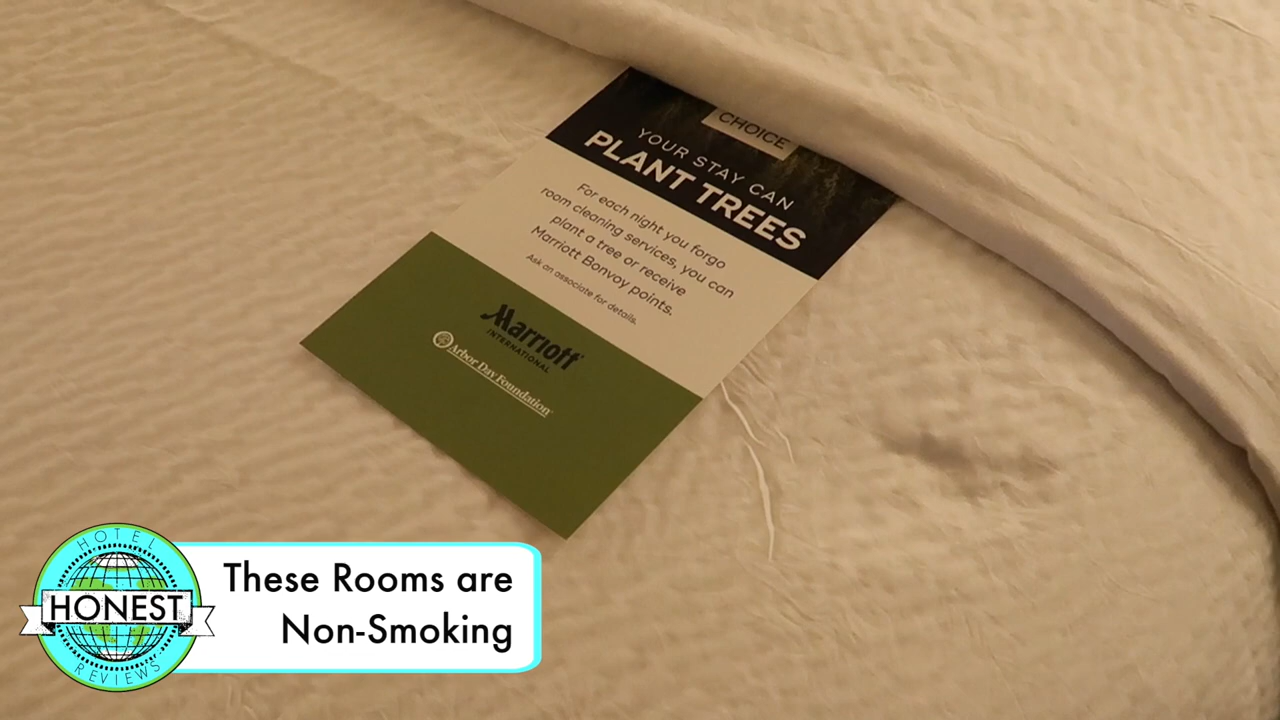 CHOICE
YOUR STAY CAN
PLANT TREES
For each night you forgo
room cleaning services, you can
plant a tree or receive
Marriott Bonvoy points.
Ask an associate for details.
Marriott
INTERNATIONAL
Arbor Day Foundation
HOTEL
HONEST
REVIEWS
These Rooms are
Non-Smoking